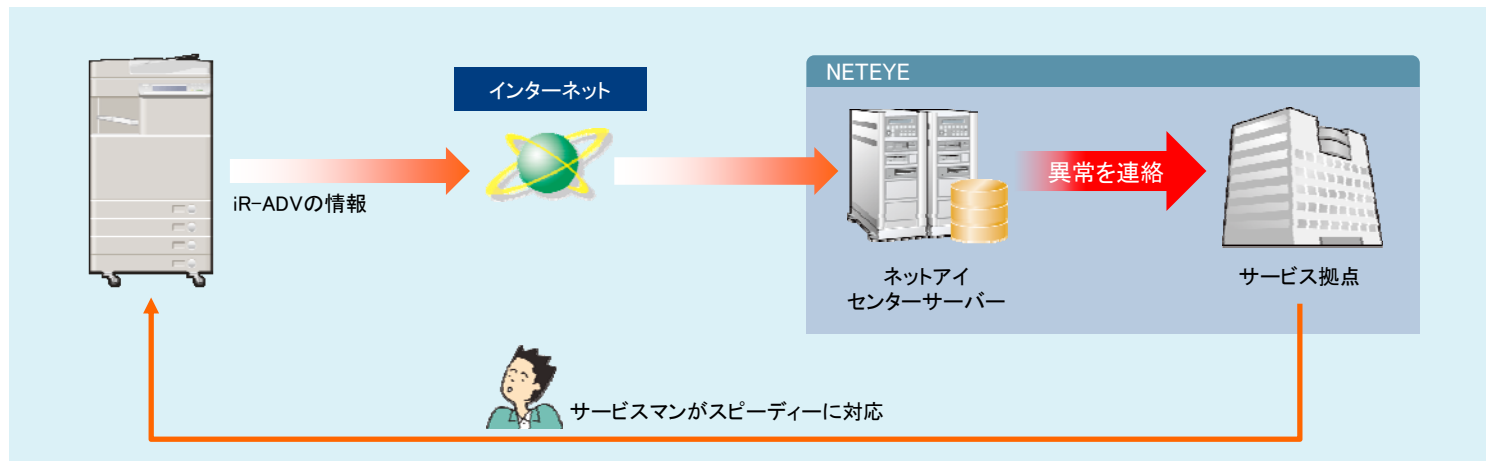 NETEYE
インターネット
異常を連絡
iR-ADVの情報
ネットアイ
センターサーバー
サービス拠点
サービスマンがスピーディーに対応